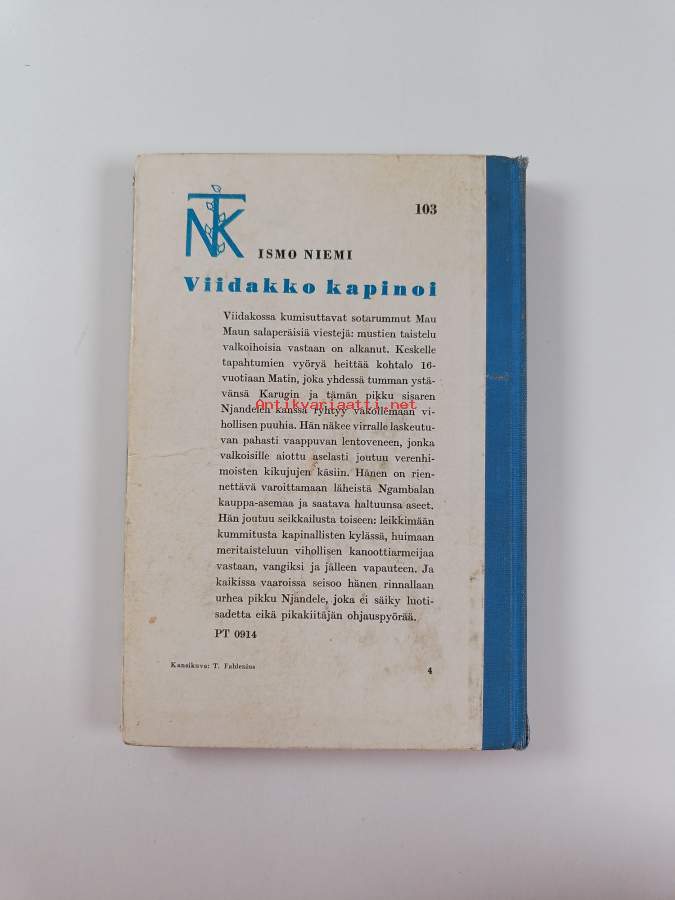 NTK
103
ISMO NIEMI
Viidakko kapinoi
Viidakossa kumisuttavat sotarummut Mau
Maun salaperäisiä viestejä: mustien taistelu
valkoihoisia vastaan on alkanut. Keskelle
tapahtumien vyöryä heittää kohtalo 16-
vuotiaan Matin, joka yhdessä tumman ystä-
vänsä Karugin ja tämän pikku sisaren
Njandelen kanssa ryhtyy vakoilemaan vi-
Antikvariaatti.net
hollisen puuhia. Hän näkee virralle laskeutu-
van pahasti vaappuvan lentoveneen, jonka
valkoisille aiottu aselasti joutuu verenhi-
moisten kikujujen käsiin. Hänen on rien-
nettävä varoittamaan läheistä Ngambalan
kauppa-asemaa ja saatava haltuunsa aseet.
Hän joutuu seikkailusta toiseen: leikkimään
kummitusta kapinallisten kylässä, huimaan
meritaisteluun vihollisen kanoottiarmeijaa
vastaan, vangiksi ja jälleen vapauteen. Ja
kaikissa vaaroissa seisoo hänen rinnallaan
urhea pikku Njandele, joka ei säiky luoti-
sadetta eikä pikakiitäjän ohjauspyörää.
PT 0914
Kansikuva: T. Fahlenius
4